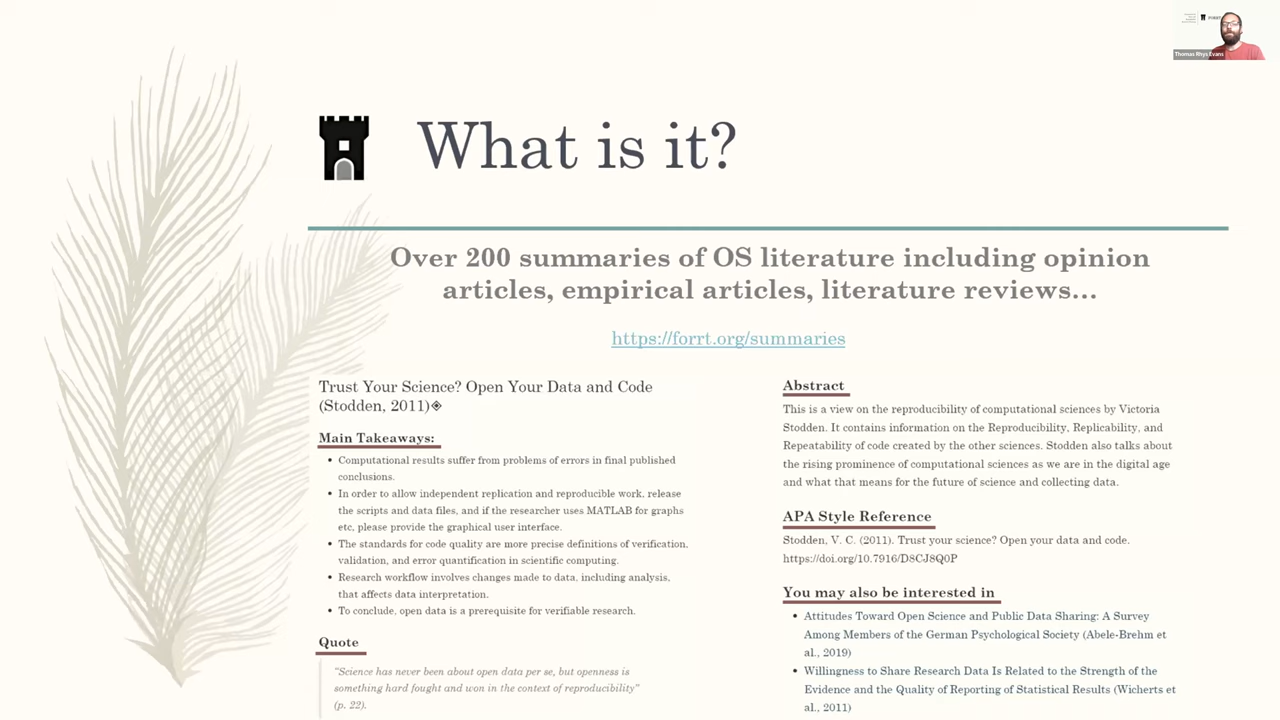 FORRT
Thomas Rhys Evans
What is it?
Over 200 summaries of OS literature including opinion
articles, empirical articles, literature reviews...
https://forrt.org/summaries
Trust Your Science? Open Your Data and Code
(Stodden, 2011)◈
Main Takeaways:
• Computational results suffer from problems of errors in final published
conclusions.
• In order to allow independent replication and reproducible work, release
the scripts and data files, and if the researcher uses MATLAB for graphs
etc, please provide the graphical user interface.
• The standards for code quality are more precise definitions of verification,
validation, and error quantification in scientific computing.
• Research workflow involves changes made to data, including analysis,
that affects data interpretation.
• To conclude, open data is a prerequisite for verifiable research.
Quote
“Science has never been about open data per se, but openness is
something hard fought and won in the context of reproducibility”
(p. 22).
Abstract
This is a view on the reproducibility of computational sciences by Victoria
Stodden. It contains information on the Reproducibility, Replicability, and
Repeatability of code created by the other sciences. Stodden also talks about
the rising prominence of computational sciences as we are in the digital age
and what that means for the future of science and collecting data.
APA Style Reference
Stodden, V. C. (2011). Trust your science? Open your data and code.
https://doi.org/10.7916/D8CJ8Q0P
You may also be interested in
• Attitudes Toward Open Science and Public Data Sharing: A Survey
Among Members of the German Psychological Society (Abele-Brehm et
al., 2019)
• Willingness to Share Research Data Is Related to the Strength of the
Evidence and the Quality of Reporting of Statistical Results (Wicherts et
al., 2011)